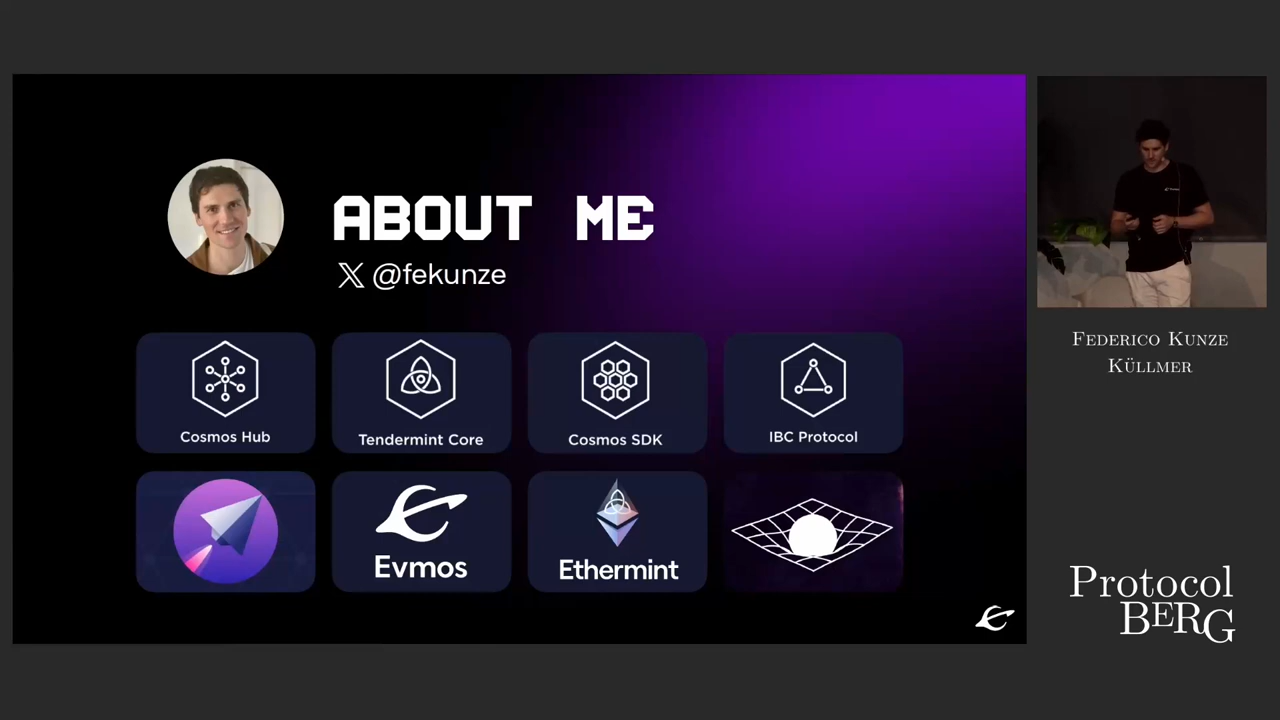 ABOUT ME
X @fekunze
Cosmos Hub
Tendermint Core
Cosmos SDK
IBC Protocol
Evmos
Ethermint
Federico Kunze
Küllmer
Protocol
BERG